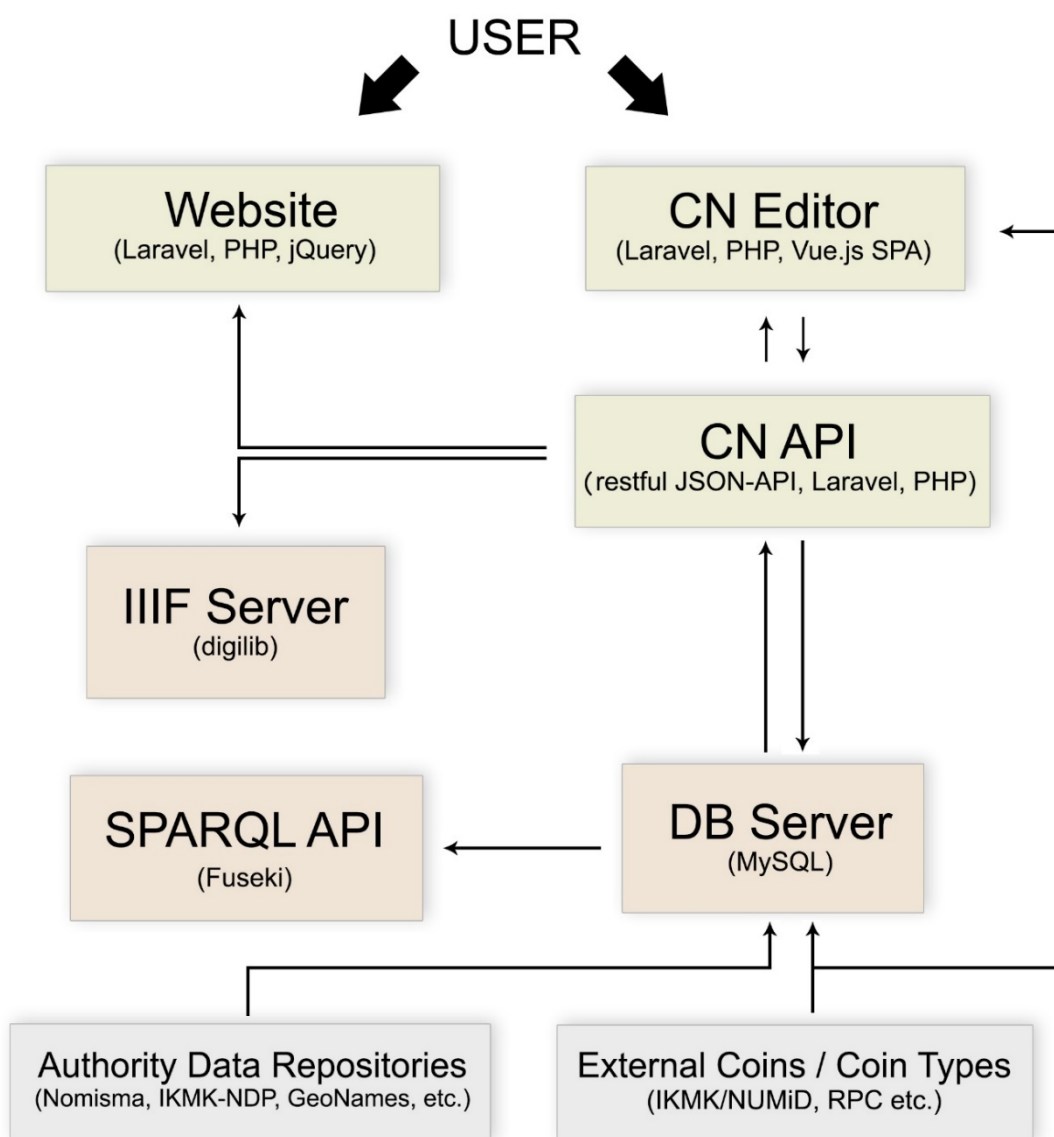 USER
Website
(Laravel, PHP, jQuery)
CN Editor
(Laravel, PHP, Vue.js SPA)
CN API
(restful JSON-API, Laravel, PHP)
IIIF Server
(digilib)
SPARQL API
(Fuseki)
DB Server
(MySQL)
Authority Data Repositories
(Nomisma, IKMK-NDP, GeoNames, etc.)
External Coins / Coin Types
(IKMK/NUMiD, RPC etc.)